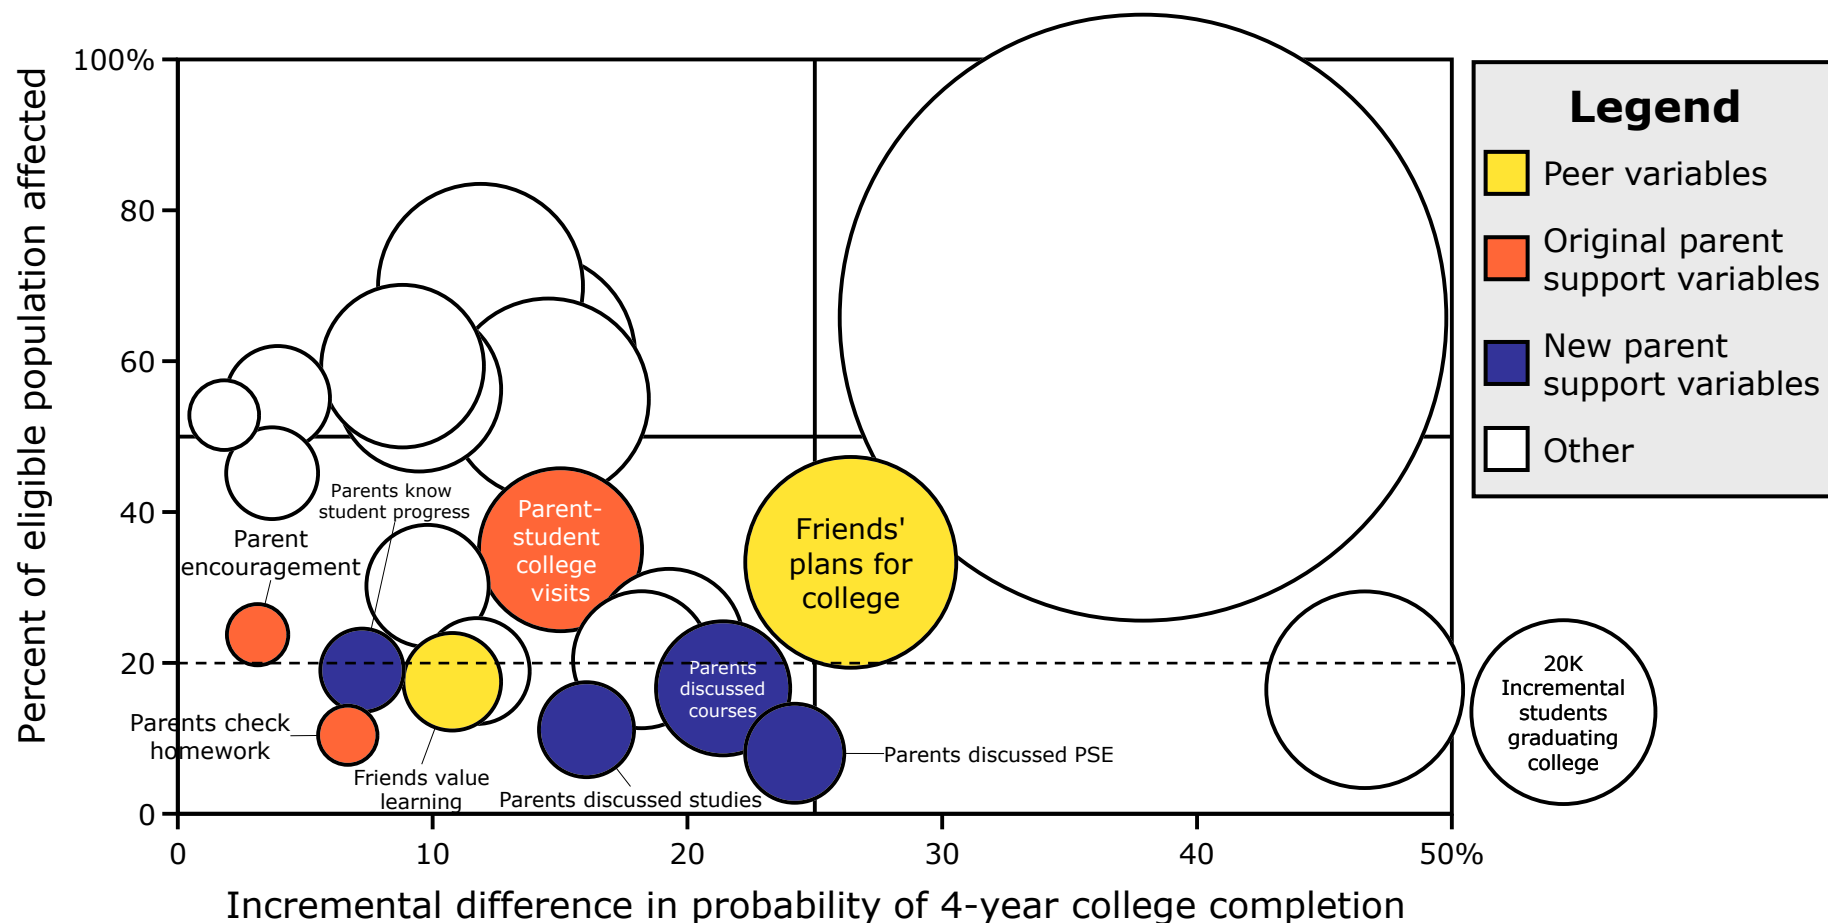 Percent of eligible population affected
100%
80
60
40
20
0
0
10
20
30
40
50%
Incremental difference in probability of 4-year college completion
Parents know
student progress
Parent
encouragement
Parent-
student
college
visits
Friends'
plans for
college
Parents
discussed
courses
Parents check
homework
Friends value
learning
Parents discussed studies
Parents discussed PSE
Legend
Peer variables
Original parent
support variables
New parent
support variables
Other
20K
Incremental
students
graduating
college